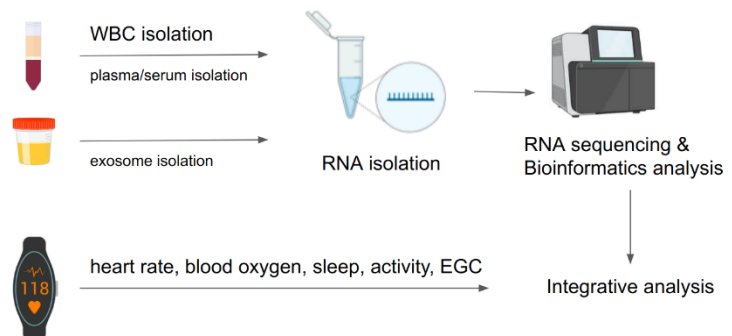 WBC isolation
plasma/serum isolation
exosome isolation
RNA isolation
RNA sequencing &
Bioinformatics analysis
118
heart rate, blood oxygen, sleep, activity, EGC
Integrative analysis